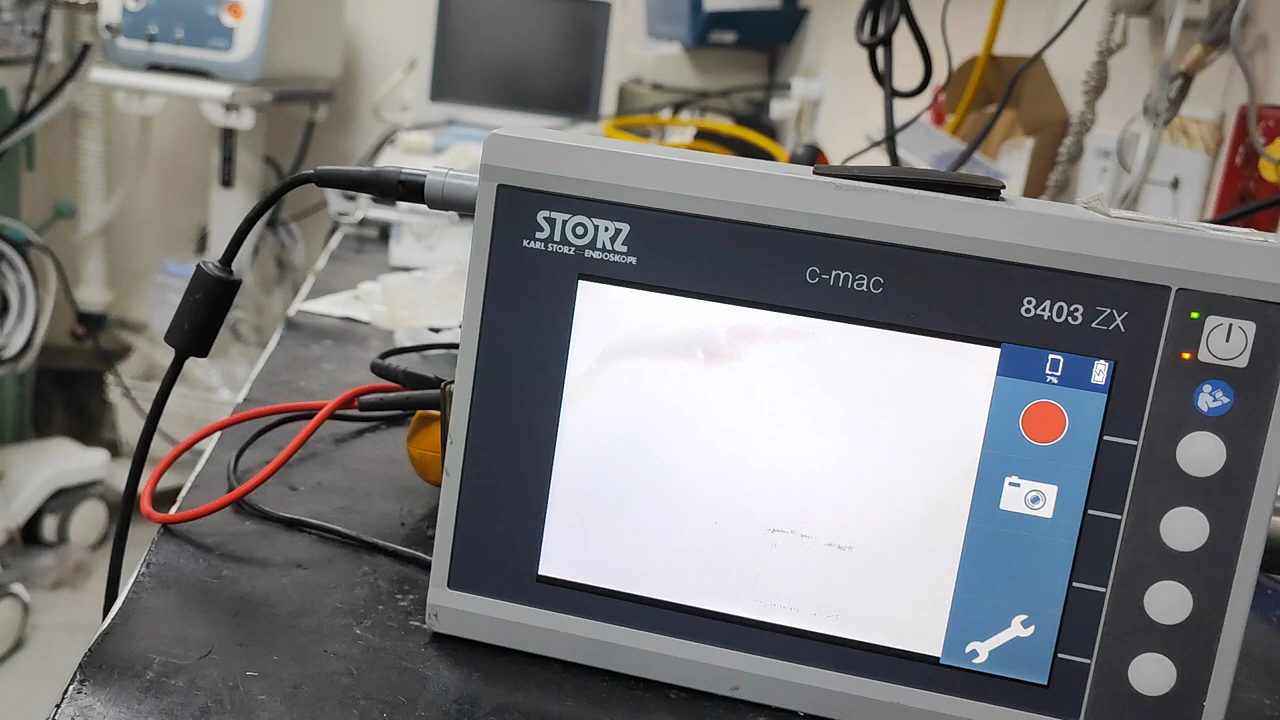 STORZ
KARL STORZ—ENDOSKOPE
c-mac
8403 ZX
7%